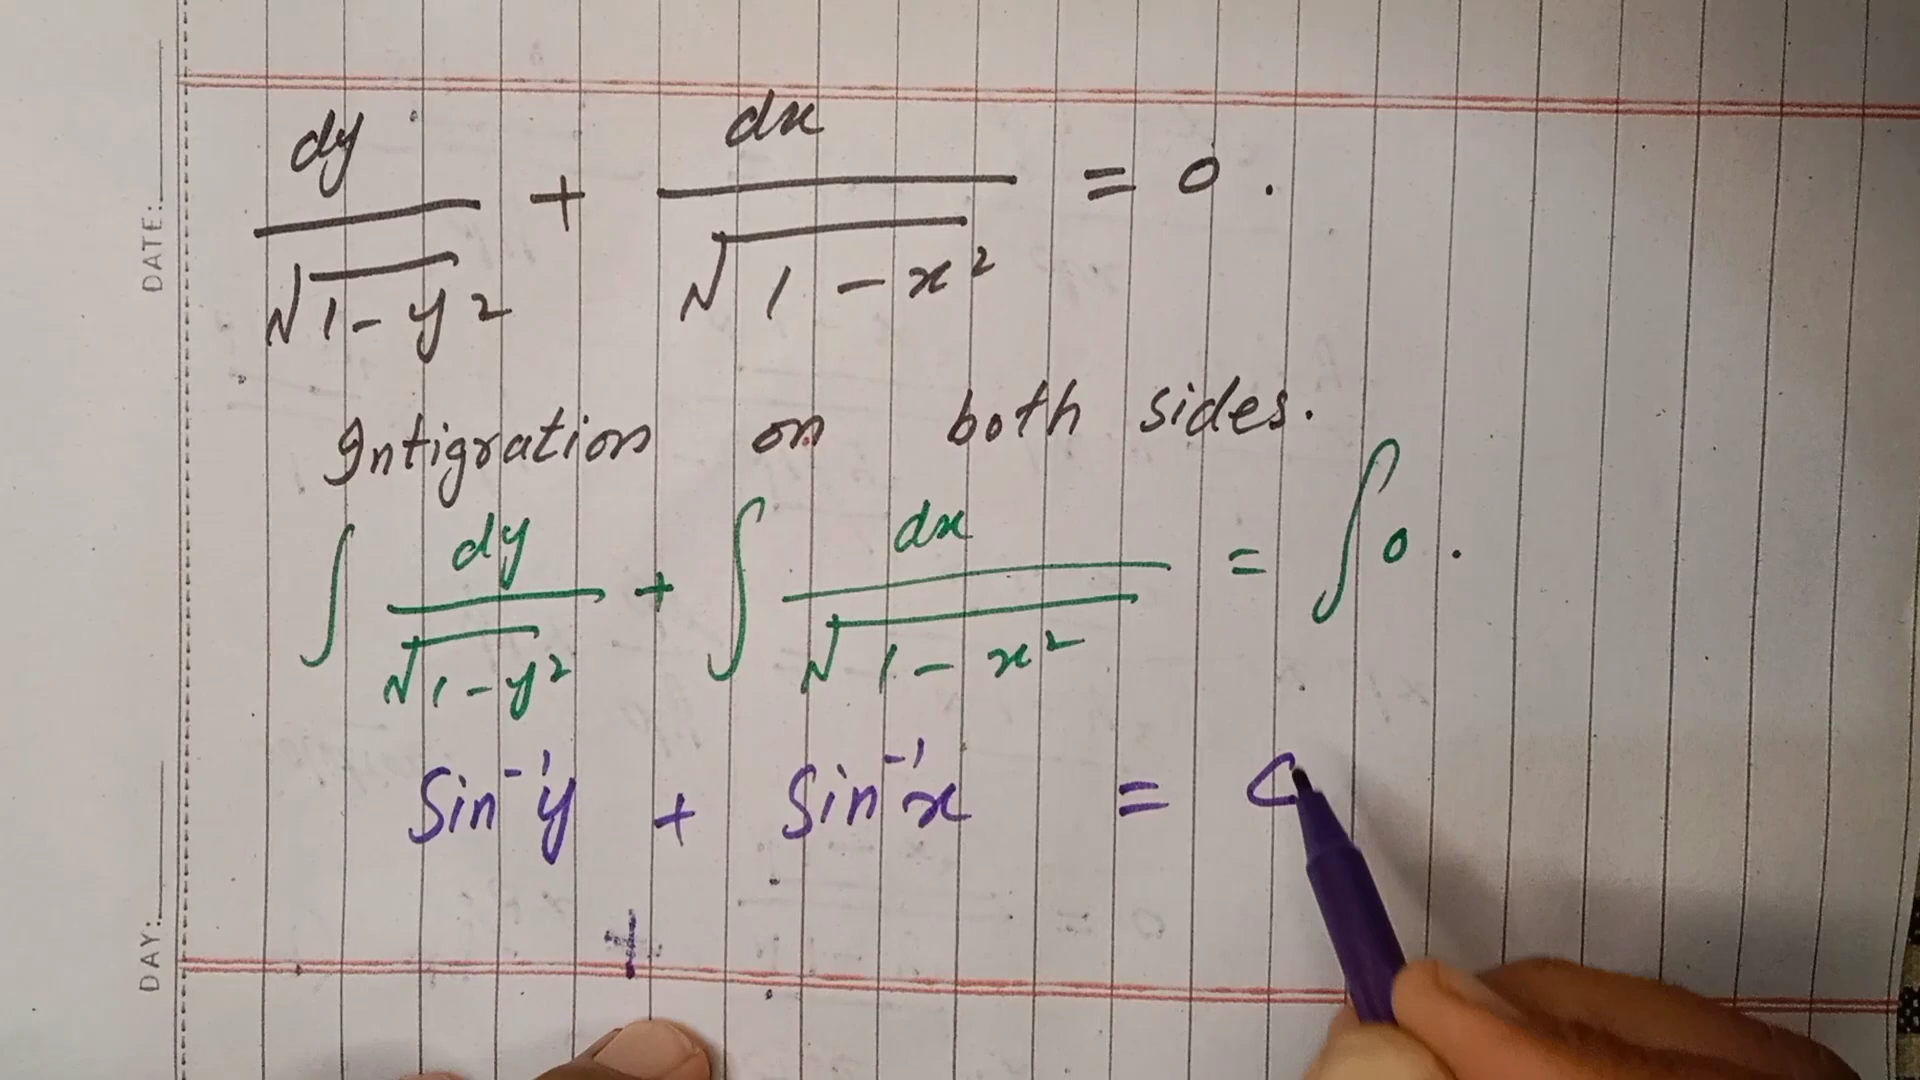 DATE:
dy/√1-y² + dx/√1-x² = 0.
Intigration on both sides.
∫ dy/√1-y² + ∫ dx/√1-x² = ∫0.
Sin⁻¹y + Sin⁻¹x = C
DAY: